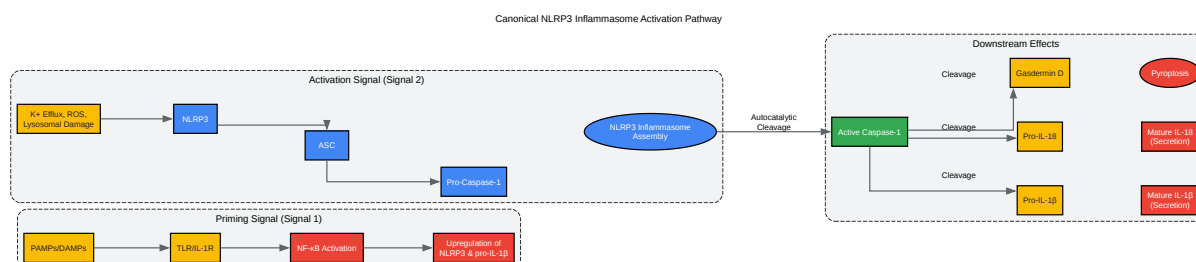 Canonical NLRP3 Inflammasome Activation Pathway
Downstream Effects
Activation Signal (Signal 2)
Cleavage
Gasdermin D
Pyroptosis
K+ Efflux, ROS,
Lysosomal Damage
NLRP3
ASC
Pro-Caspase-1
NLRP3 Inflammasome
Assembly
Autocatalytic
Cleavage
Active Caspase-1
Cleavage
Pro-IL-18
Mature IL-18
(Secretion)
Cleavage
Pro-IL-1β
Mature IL-1β
(Secretion)
Priming Signal (Signal 1)
PAMPs/DAMPs
TLR/IL-1R
NF-κB Activation
Upregulation of
NLRP3 & pro-IL-1β